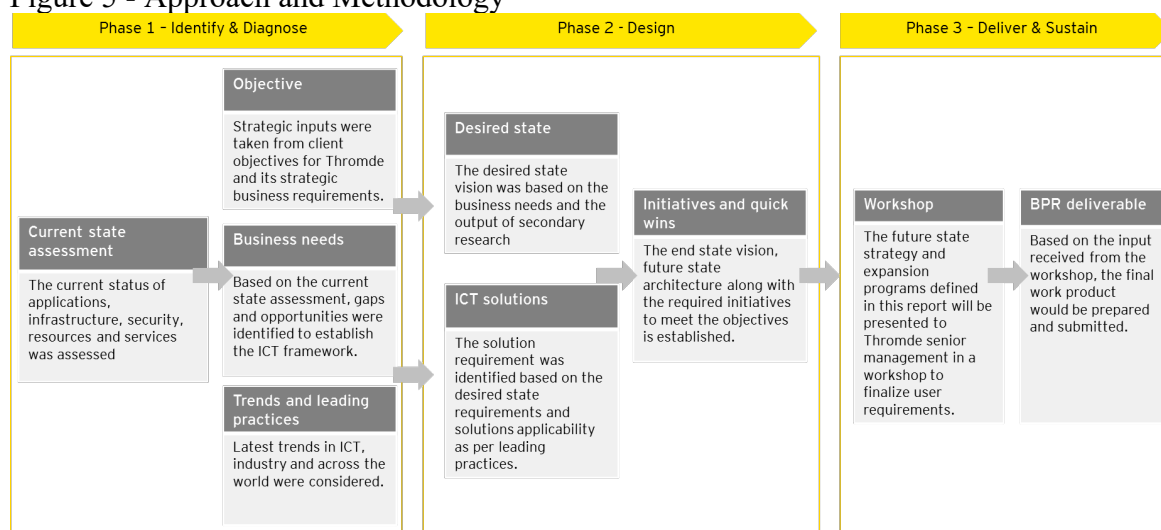 Figure 5 - Approach and Methodology
Phase 1 – Identify & Diagnose
Current state
assessment
The current status of
applications,
infrastructure, security,
resources and services
was assessed
Objective
Strategic inputs were
taken from client
objectives for Thromde
and its strategic
business requirements.
Business needs
Based on the current
state assessment, gaps
and opportunities were
identified to establish
the ICT framework.
Trends and leading
practices
Latest trends in ICT,
industry and across the
world were considered.
Phase 2 - Design
Desired state
The desired state
vision was based on the
business needs and the
output of secondary
research
ICT solutions
The solution
requirement was
identified based on the
desired state
requirements and
solutions applicability
as per leading
practices.
Initiatives and quick
wins
The end state vision,
future state
architecture along with
the required initiatives
to meet the objectives
is established.
Phase 3 – Deliver & Sustain
Workshop
The future state
strategy and
expansion
programs defined
in this report will be
presented to
Thromde senior
management in a
workshop to
finalize user
requirements.
BPR deliverable
Based on the input
received from the
workshop, the final
work product
would be prepared
and submitted.